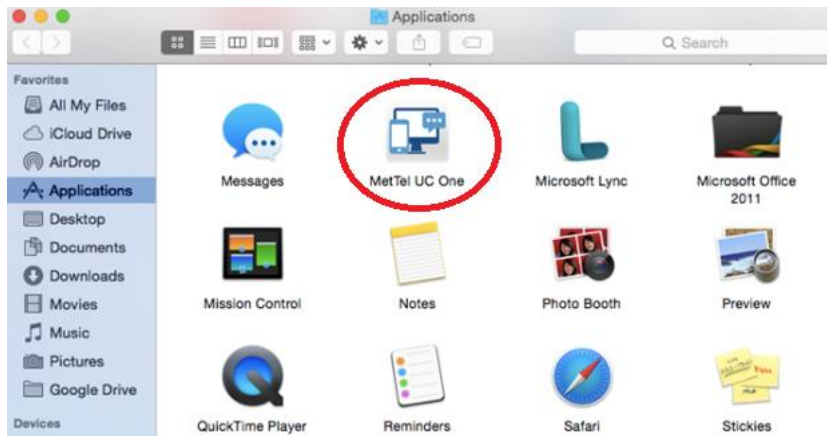 Applications
Search
Favorites
All My Files
iCloud Drive
AirDrop
Applications
Desktop
Documents
Downloads
Movies
Music
Pictures
Google Drive
Devices
Messages
MetTel UC One
Microsoft Lync
Microsoft Office
2011
Mission Control
Notes
Photo Booth
Preview
QuickTime Player
Reminders
Safari
Stickies